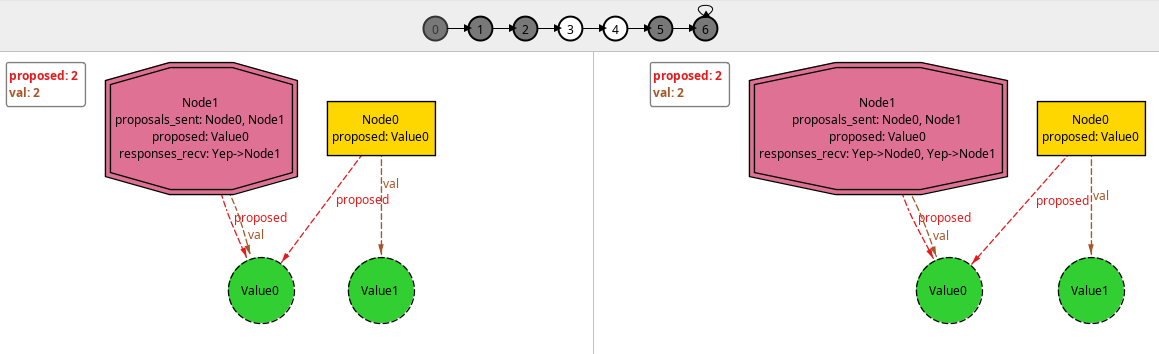 0 1 2 3 4 5 6
proposed: 2
val: 2
Node1
proposals_sent: Node0, Node1
proposed: Value0
responses_recv: Yep->Node1
Node0
proposed: Value0
val
proposed
proposed
val
Value0
Value1
proposed: 2
val: 2
Node1
proposals_sent: Node0, Node1
proposed: Value0
responses_recv: Yep->Node0, Yep->Node1
Node0
proposed: Value0
val
proposed
proposed
val
Value0
Value1